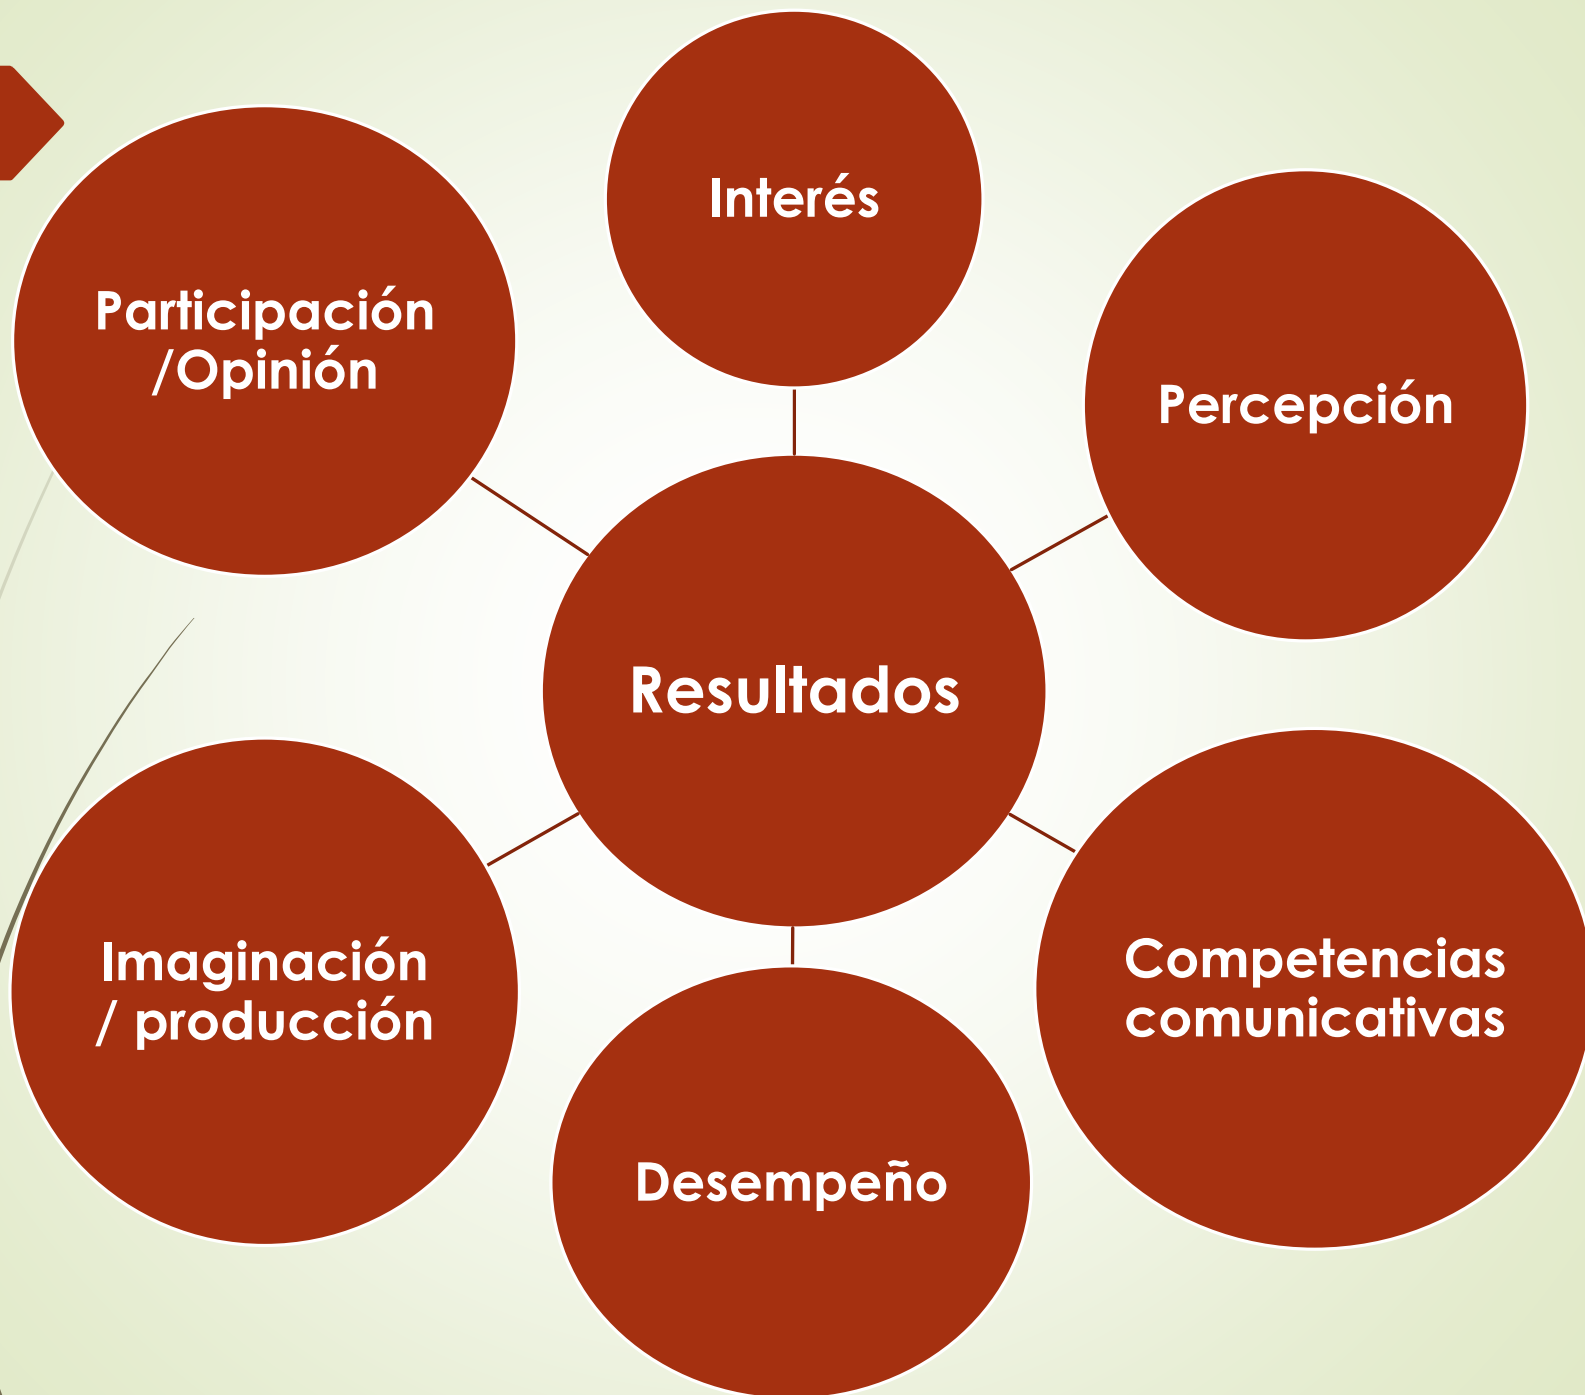 Interés
Participación
/Opinión
Percepción
Resultados
Imaginación
/ producción
Competencias
comunicativas
Desempeño